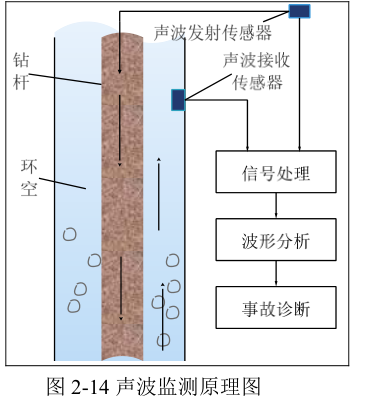 声波发射传感器
钻
杆
声波接收
传感器
环
空
信号处理
波形分析
事故诊断
图 2-14 声波监测原理图